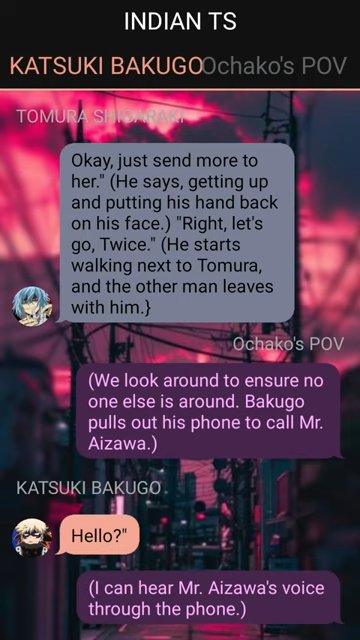 INDIAN TS
KATSUKI BAKUGO Ochako's POV
TOMURA SHIGARAKI
Okay, just send more to
her." (He says, getting up
and putting his hand back
on his face.) "Right, let's
go, Twice." (He starts
walking next to Tomura,
and the other man leaves
with him.}
Ochako's POV
(We look around to ensure no
one else is around. Bakugo
pulls out his phone to call Mr.
Aizawa.)
KATSUKI BAKUGO
Hello?"
(I can hear Mr. Aizawa's voice
through the phone.)